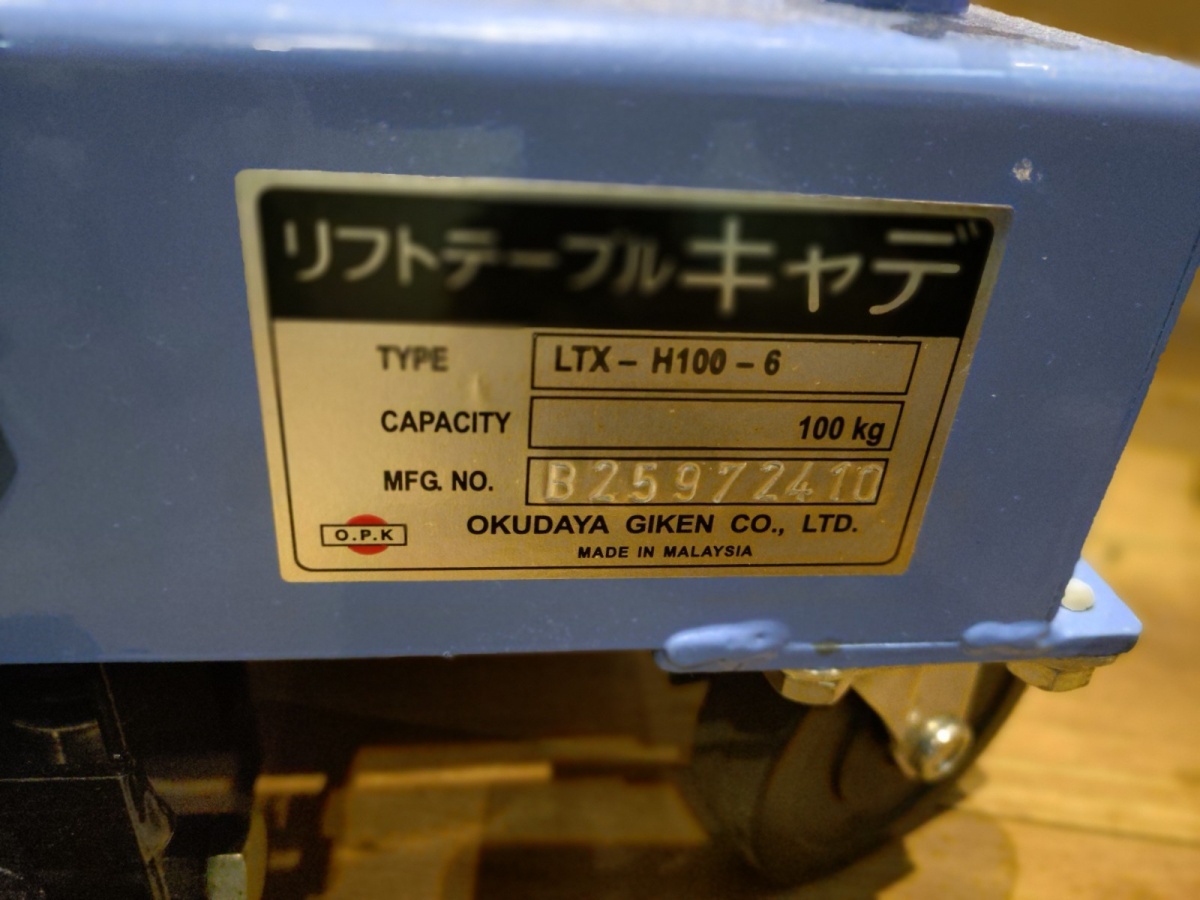 リフトテーブルキャデ
TYPE LTX - H100 - 6
CAPACITY 100 kg
MFG. NO. B25972410
O.P.K OKUDAYA GIKEN CO., LTD.
MADE IN MALAYSIA